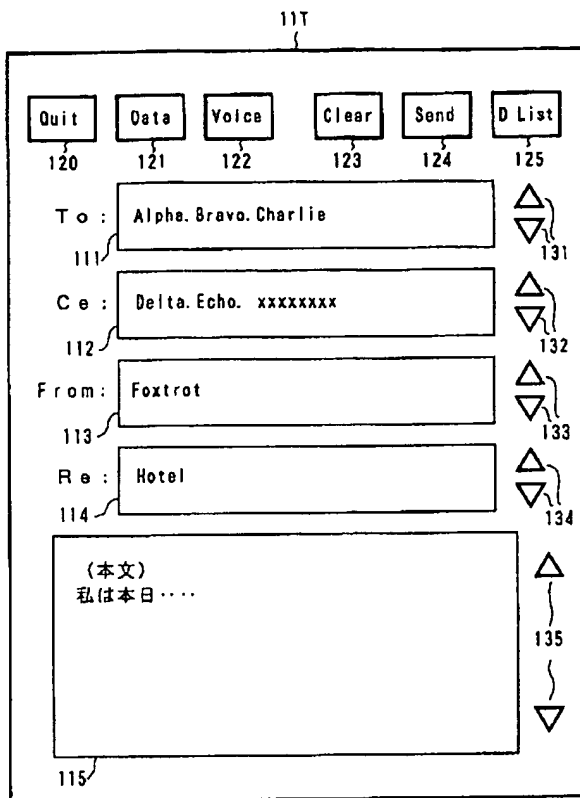 11T
Quit Data Voice Clear Send D List
120 121 122 123 124 125
To: Alpha. Bravo. Charlie
111 131
Ce: Delta. Echo. xxxxxxxx
112 132
From: Foxtrot
113 133
Re: Hotel
114 134
(本文)
私は本日‥‥
135
115